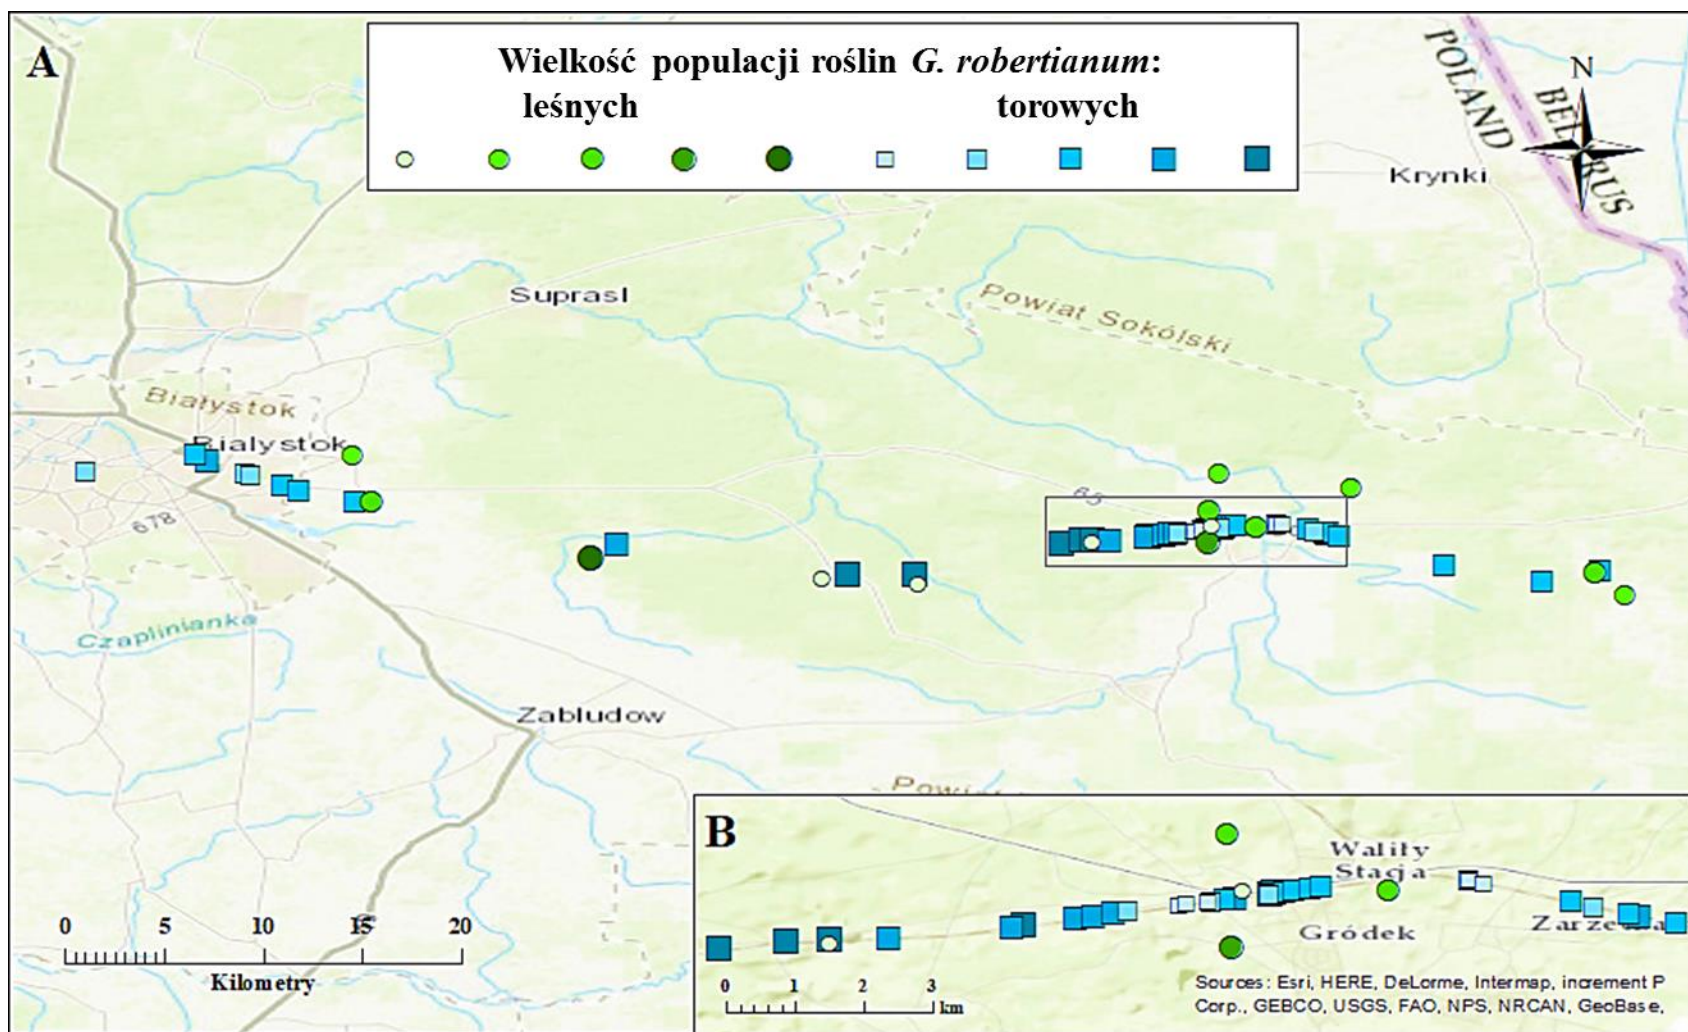 A
Wielkość populacji roślin G. robertianum:
leśnych torowych
N
POLAND
BELRUS
Krynki
Suprasl
Powiat Sokólski
Białystok
Bialystok
65
678
Czaplinianka
Zabludow
0 5 10 15 20
Kilometry
B
Waliły
Stacja
Gródek
0 1 2 3
km
Sources: Esri, HERE, DeLorme, Intermap, increment P
Corp., GEBCO, USGS, FAO, NPS, NRCAN, GeoBase,